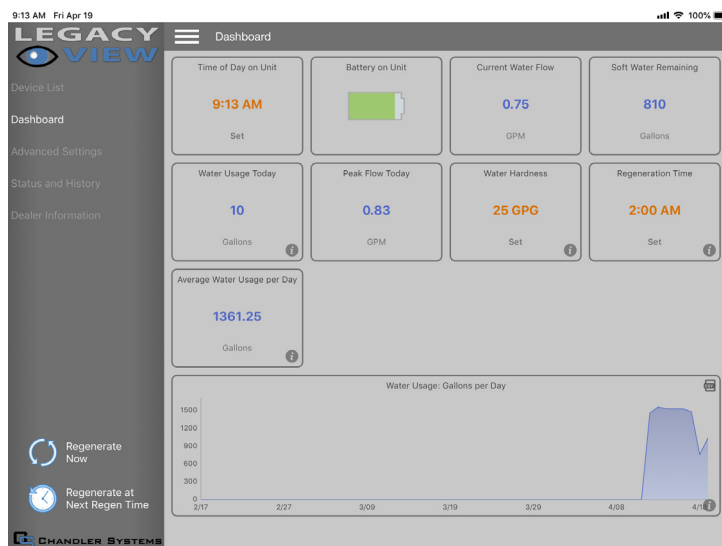 9:13 AM Fri Apr 19
100%
LEGACY
VIEW
Device List
Dashboard
Advanced Settings
Status and History
Dealer Information
Regenerate
Now
Regenerate at
Next Regen Time
CHANDLER SYSTEMS
Dashboard
Time of Day on Unit
9:13 AM
Set
Battery on Unit
Current Water Flow
0.75
GPM
Soft Water Remaining
810
Gallons
Water Usage Today
10
Gallons
Peak Flow Today
0.83
GPM
Water Hardness
25 GPG
Set
Regeneration Time
2:00 AM
Set
Average Water Usage per Day
1361.25
Gallons
Water Usage: Gallons per Day
1500
1200
900
600
300
0
2/17
2/27
3/09
3/19
3/29
4/08